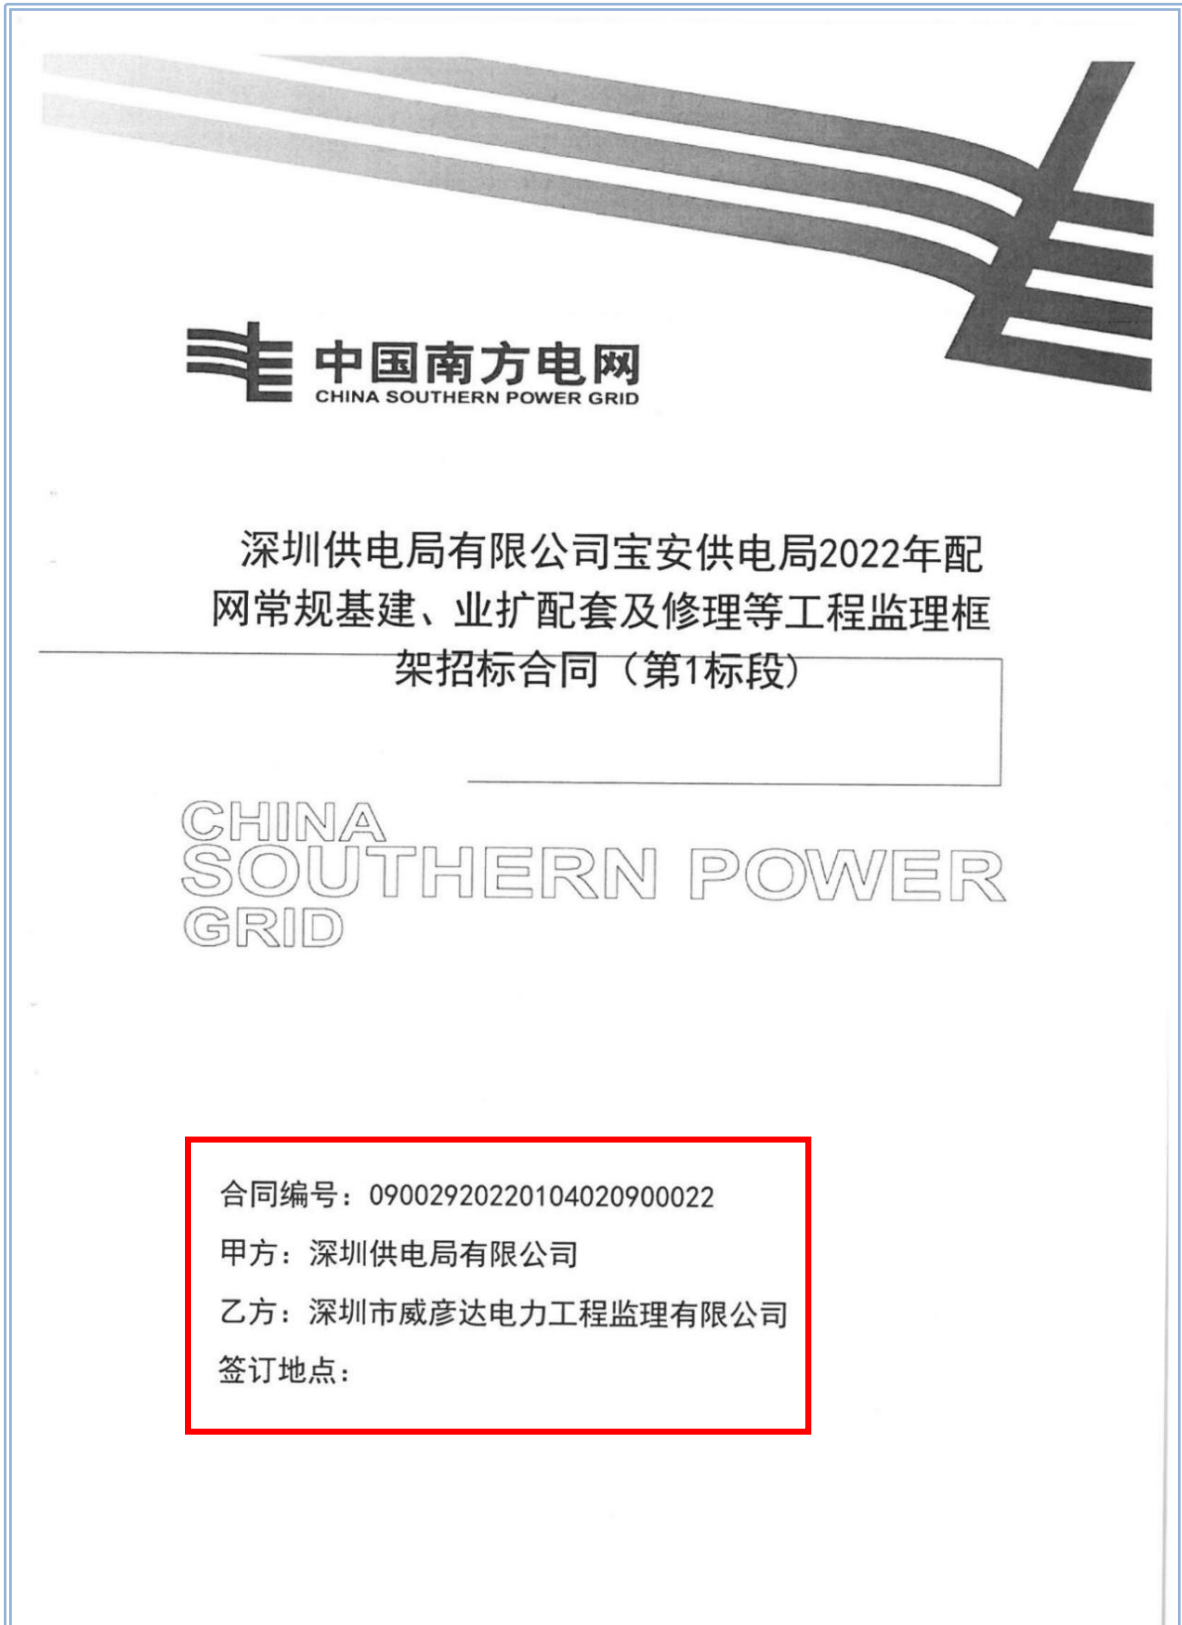 中国南方电网
CHINA SOUTHERN POWER GRID
深圳供电局有限公司宝安供电局2022年配
网常规基建、业扩配套及修理等工程监理框
架招标合同（第1标段）
CHINA
SOUTHERN POWER
GRID
合同编号：0900292022010402090​0022
甲方：深圳供电局有限公司
乙方：深圳市威彦达电力工程监理有限公司
签订地点：